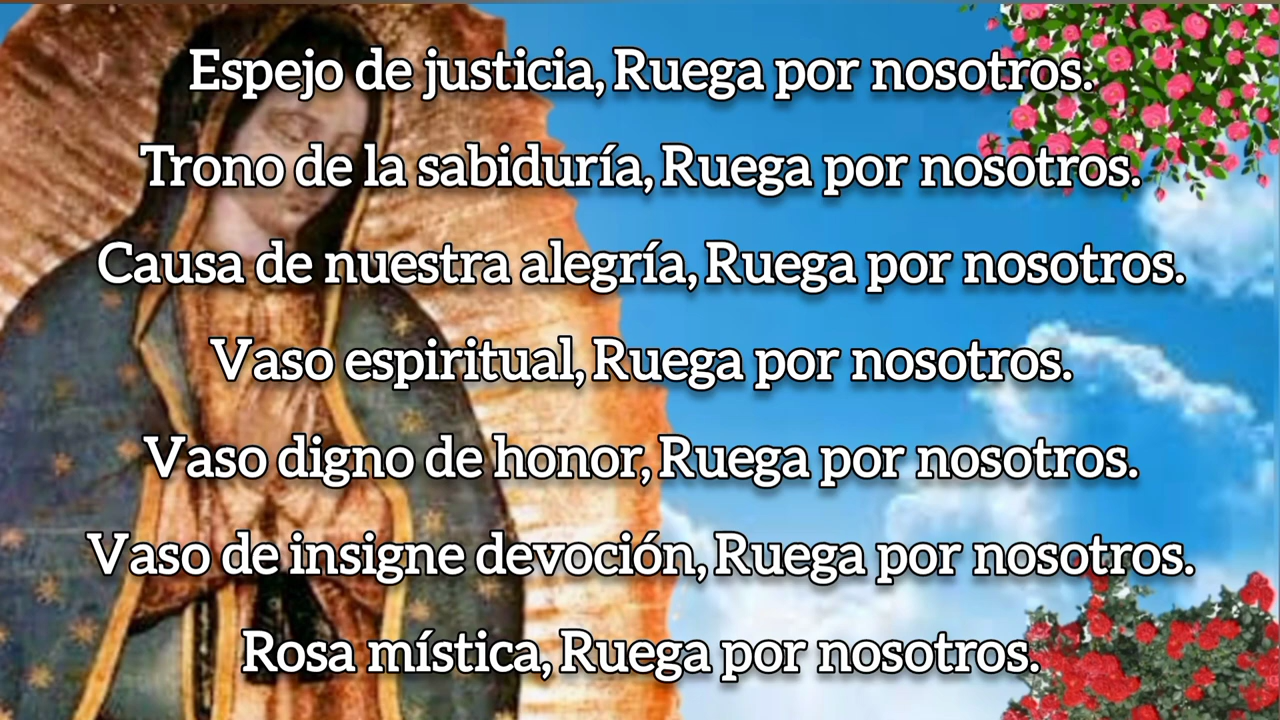 Espejo de justicia, Ruega por nosotros.
Trono de la sabiduría, Ruega por nosotros.
Causa de nuestra alegría, Ruega por nosotros.
Vaso espiritual, Ruega por nosotros.
Vaso digno de honor, Ruega por nosotros.
Vaso de insigne devoción, Ruega por nosotros.
Rosa mística, Ruega por nosotros.